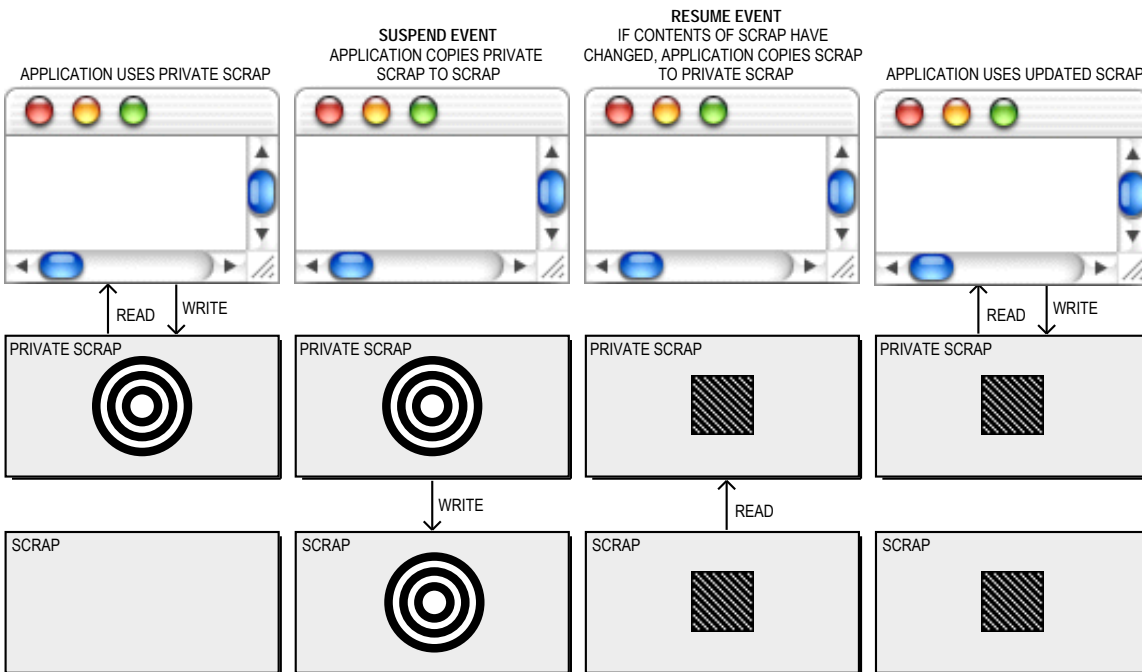 APPLICATION USES PRIVATE SCRAP
SUSPEND EVENT
APPLICATION COPIES PRIVATE
SCRAP TO SCRAP
RESUME EVENT
IF CONTENTS OF SCRAP HAVE
CHANGED, APPLICATION COPIES SCRAP
TO PRIVATE SCRAP
APPLICATION USES UPDATED SCRAP
READ
WRITE
READ
WRITE
PRIVATE SCRAP
PRIVATE SCRAP
PRIVATE SCRAP
PRIVATE SCRAP
WRITE
READ
SCRAP
SCRAP
SCRAP
SCRAP